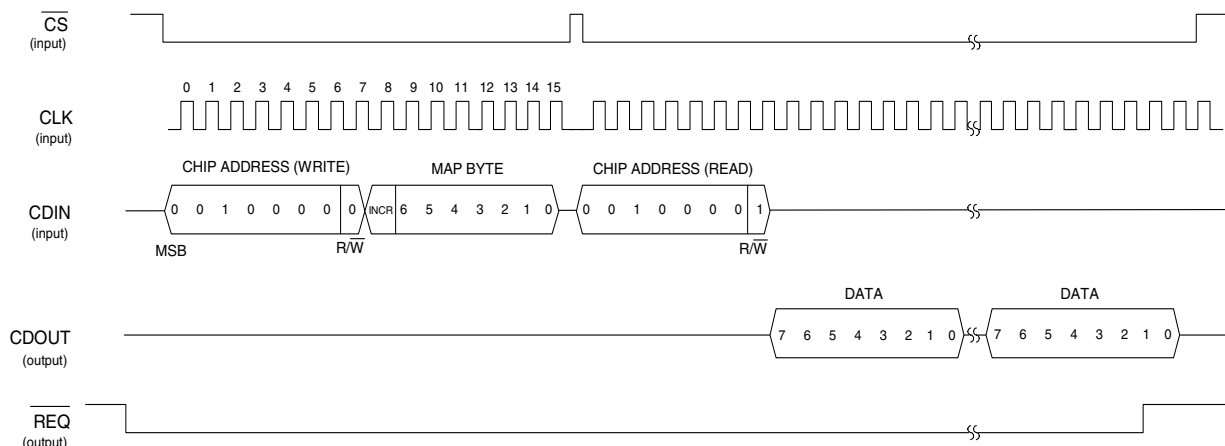 CS
(input)
0 1 2 3 4 5 6 7 8 9 10 11 12 13 14 15
CLK
(input)
CHIP ADDRESS (WRITE) MAP BYTE CHIP ADDRESS (READ)
CDIN
(input)
0 0 1 0 0 0 0 0 INCR 6 5 4 3 2 1 0 0 0 1 0 0 0 0 1
MSB R/W R/W
DATA DATA
CDOUT
(output)
7 6 5 4 3 2 1 0 7 6 5 4 3 2 1 0
REQ
(output)